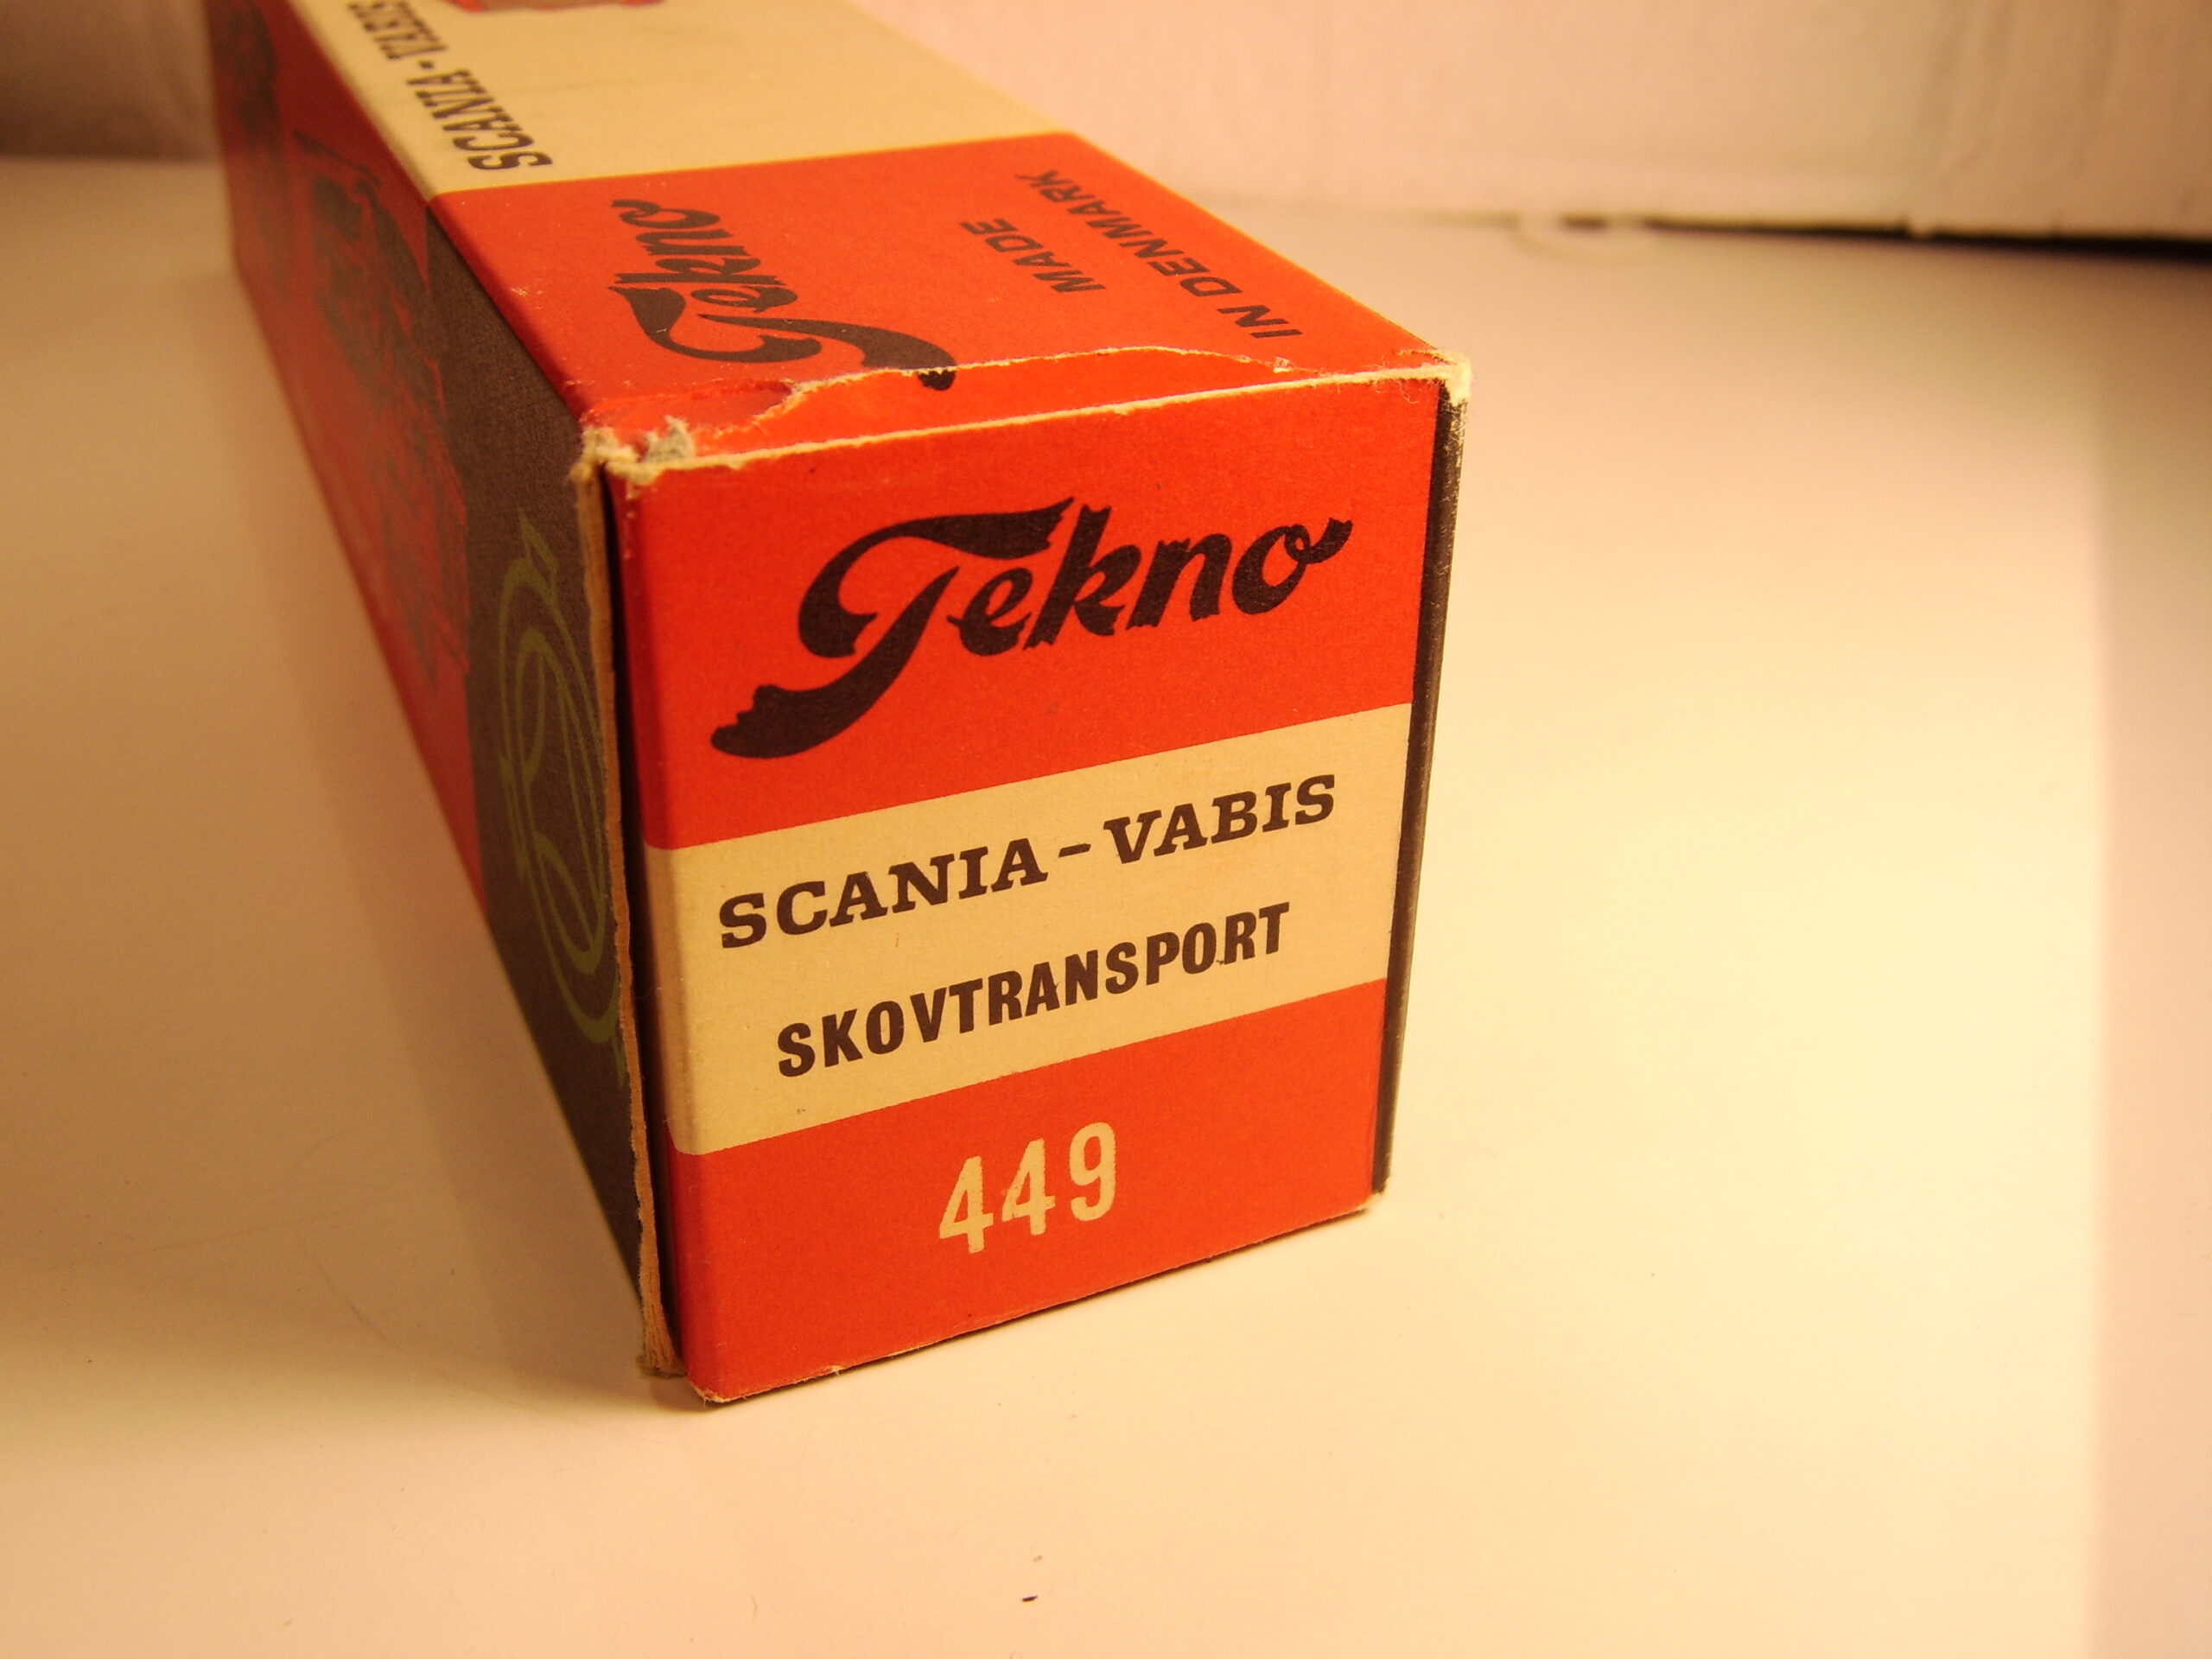 SCANIA-VABIS
Tekno
MADE
IN DENMARK
Tekno
SCANIA-VABIS
SKOVTRANSPORT
449